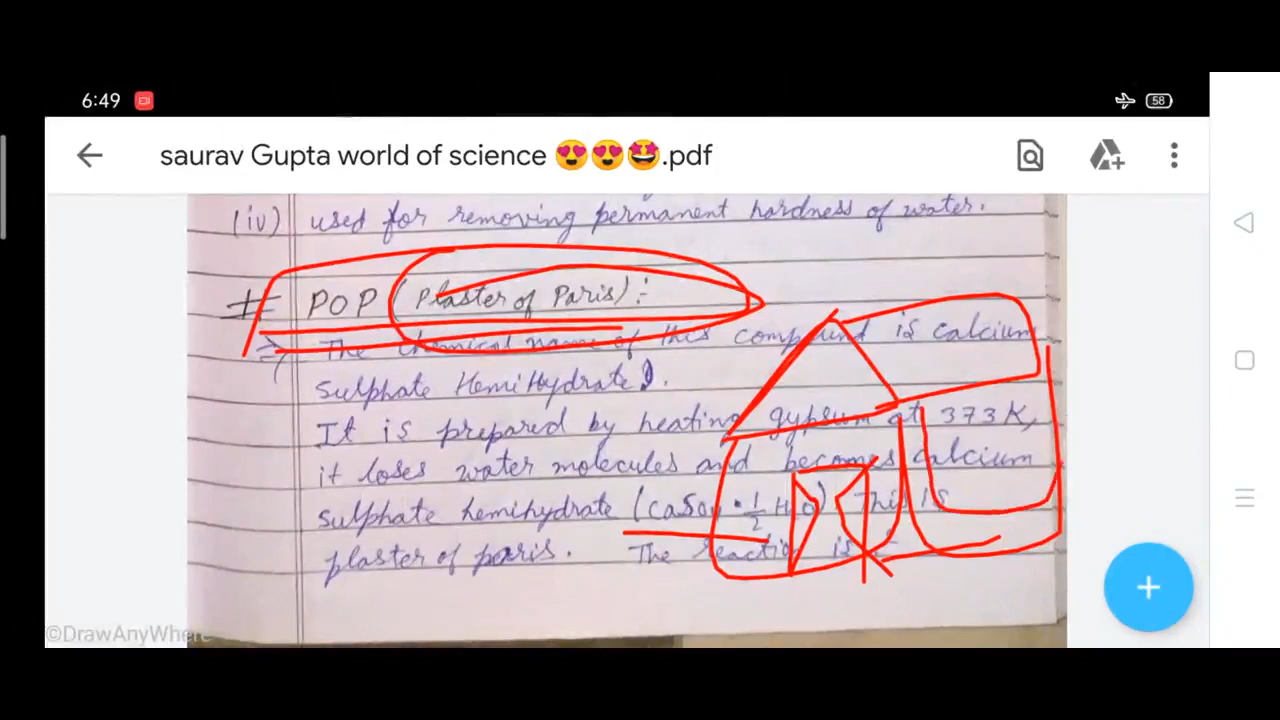 6:49
58
saurav Gupta world of science 😍😍🤩.pdf
(iv) used for removing permanent hardness of water.
# POP (Plaster of Paris) :-
⇒ The chemical name of this compound is calcium
sulphate HemiHydrate).
It is prepared by heating gypsum at 373K,
it loses water molecules and becomes calcium
sulphate hemihydrate (CaSO₄ · ½ H₂O). This is
plaster of paris. The reaction is :-
©DrawAnyWhere